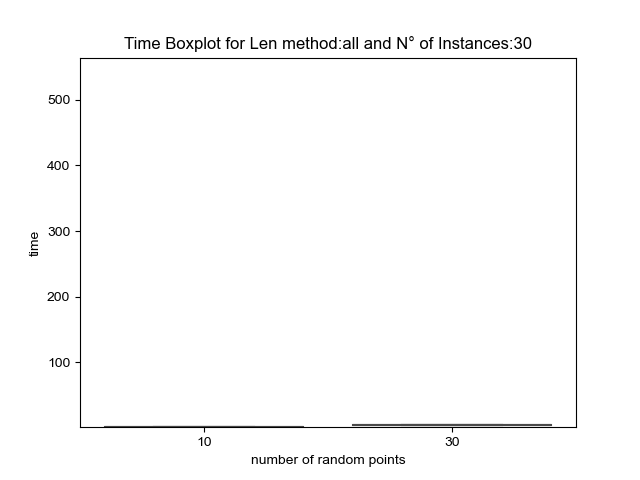 Time Boxplot for Len method:all and N° of Instances:30
500
400
300
200
100
time
10
30
number of random points